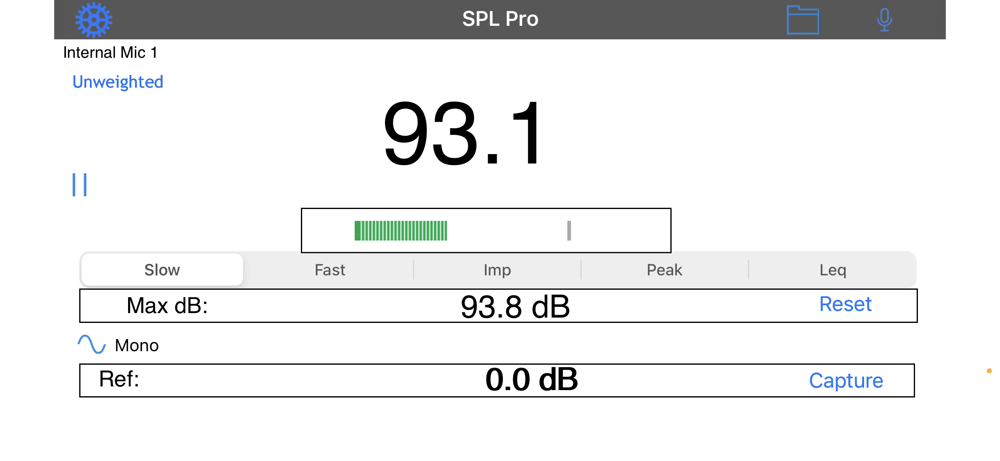 SPL Pro
Internal Mic 1
Unweighted
93.1
Slow Fast Imp Peak Leq
Max dB: 93.8 dB Reset
Mono
Ref: 0.0 dB Capture